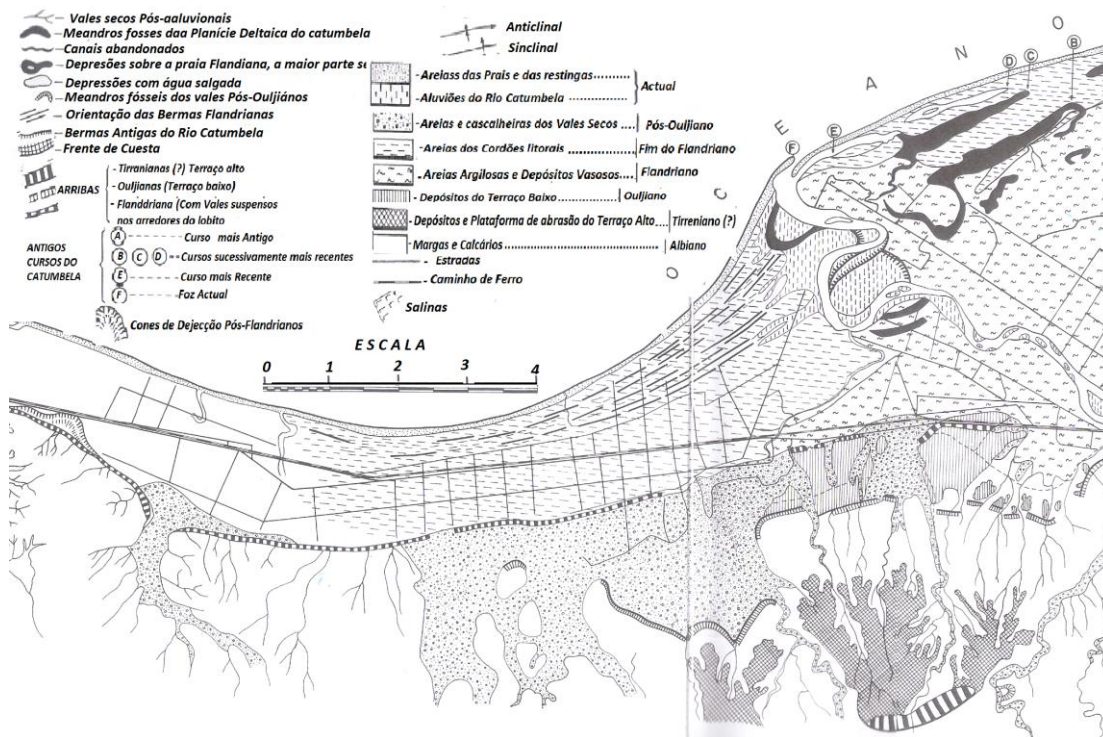 Vales secos Pós-aaluvionais
Meandros fosses daa Planície Deltaica do catumbela
Canais abandonados
Depresões sobre a praia Flandiana, a maior parte se
Depressões com água salgada
Meandros fósseis dos vales Pós-Ouljiános
Orientação das Bermas Flandrianas
Bermas Antigas do Rio Catumbela
Frente de Cuesta
ARRIBAS
- Tirranianas (?) Terraço alto
- Ouljianas (Terraço baixo)
- Flanddriana (Com Vales suspensos
nos arredores da lobito
ANTIGOS
CURSOS DO
CATUMBELA
A Curso mais Antigo
B C D Cursos sucessivamente mais recentes
E Curso mais Recente
F Foz Actual
Cones de Dejecção Pós-Flandrianos
Anticlinal
Sinclinal
Areiass das Prais e das restingas
Aluviões do Rio Catumbela
Actual
Areias e cascalheiras dos Vales Secos Pós-Ouljiano
Areias dos Cordões litorais Fim do Flandriano
Areias Argilosas e Depósitos Vasosos Flandriano
Depósitos do Terraço Baixo Ouljiano
Depósitos e Plataforma de abrasão do Terraço Alto Tirreniano (?)
Margas e Calcários Albiano
Estradas
Caminho de Ferro
Salinas
ESCALA
0 1 2 3 4
OCEANO
F E D C B